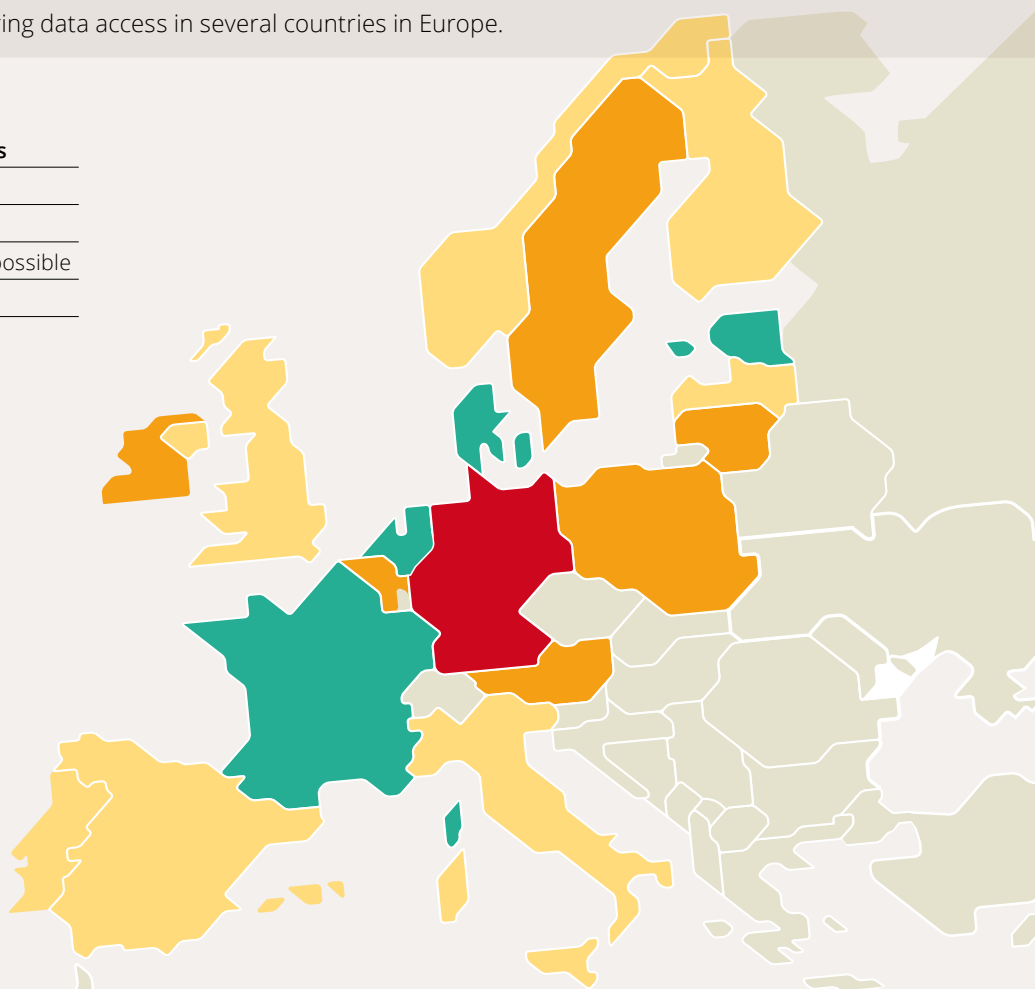 ing data access in several countries in Europe.
s
ossible